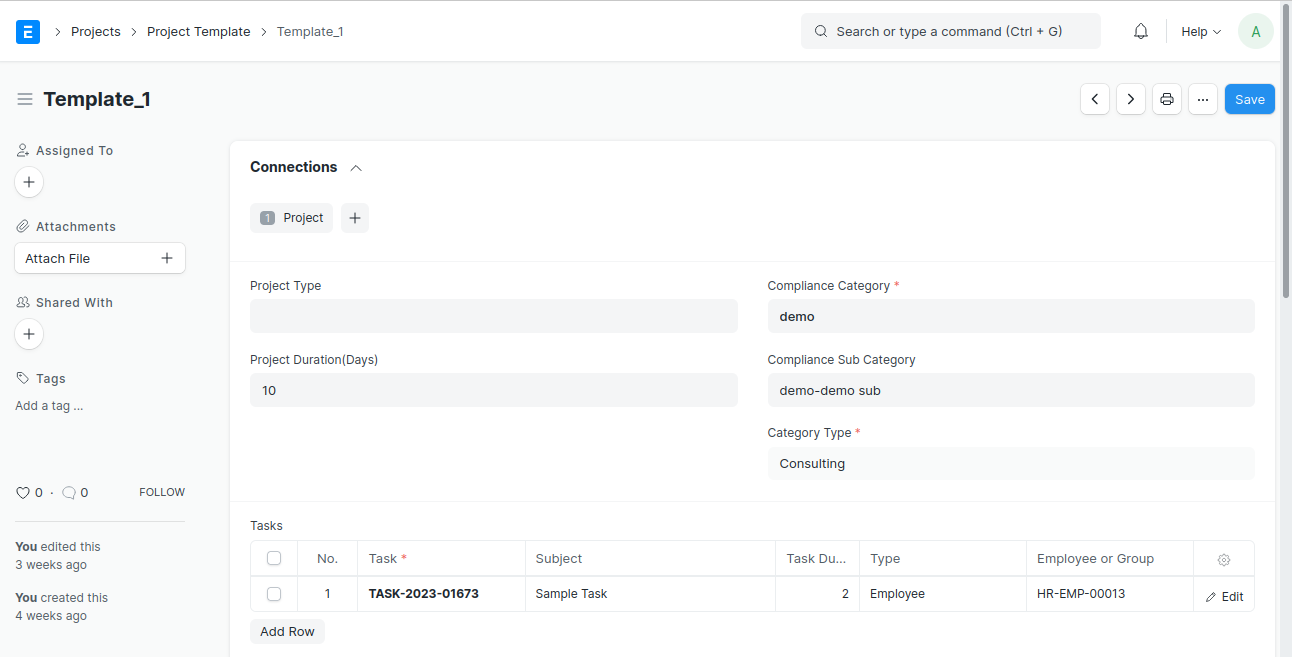 E > Projects > Project Template > Template_1 Search or type a command (Ctrl + G) Help A
Template_1 ... Save
Assigned To
Attachments
Attach File
Shared With
Tags
Add a tag ...
0 · 0 FOLLOW
You edited this
3 weeks ago
You created this
4 weeks ago
Connections
1 Project +
Project Type
Project Duration(Days)
10
Compliance Category *
demo
Compliance Sub Category
demo-demo sub
Category Type *
Consulting
Tasks
No. Task * Subject Task Du... Type Employee or Group
1 TASK-2023-01673 Sample Task 2 Employee HR-EMP-00013 Edit
Add Row